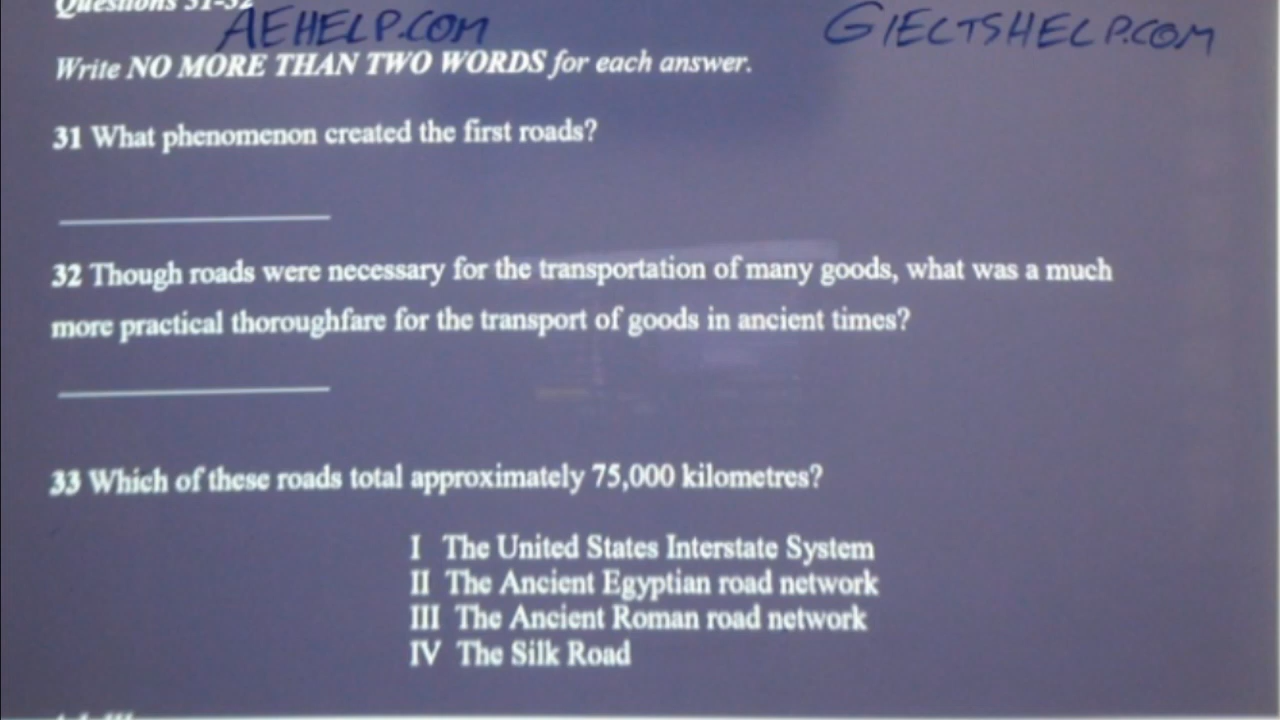 Questions 31-32
AEHELP.COM GIELTSHELP.COM
Write NO MORE THAN TWO WORDS for each answer.
31 What phenomenon created the first roads?
32 Though roads were necessary for the transportation of many goods, what was a much
more practical thoroughfare for the transport of goods in ancient times?
33 Which of these roads total approximately 75,000 kilometres?
I The United States Interstate System
II The Ancient Egyptian road network
III The Ancient Roman road network
IV The Silk Road